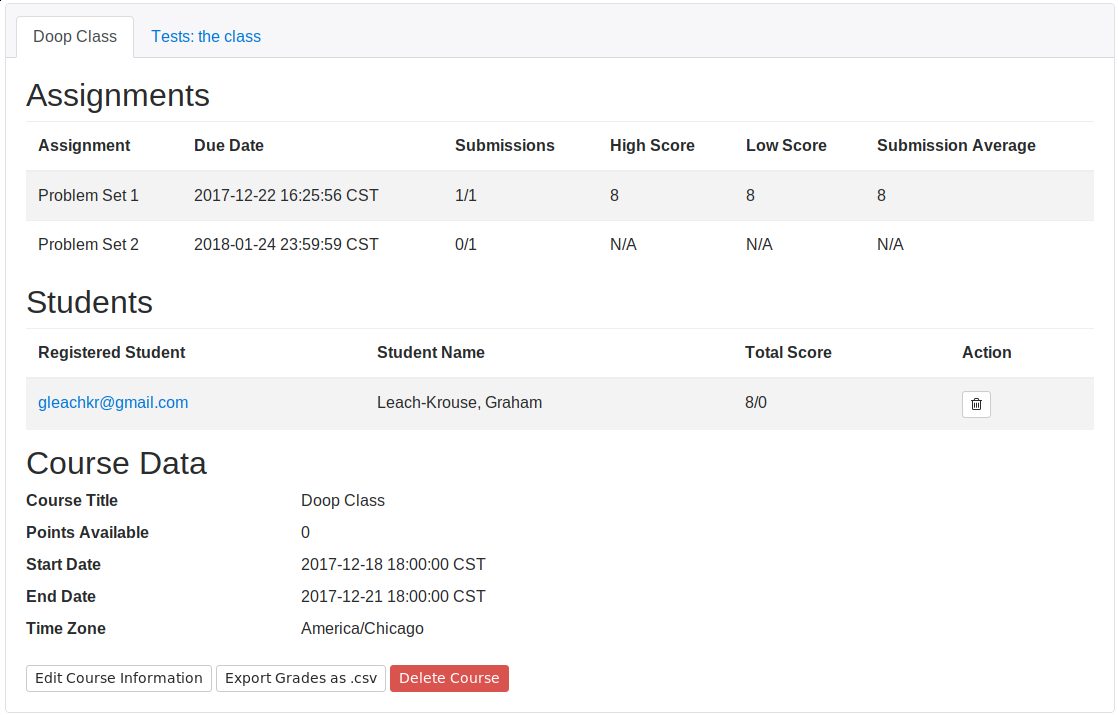 Doop Class Tests: the class
Assignments
Assignment Due Date Submissions High Score Low Score Submission Average
Problem Set 1 2017-12-22 16:25:56 CST 1/1 8 8 8
Problem Set 2 2018-01-24 23:59:59 CST 0/1 N/A N/A N/A
Students
Registered Student Student Name Total Score Action
gleachkr@gmail.com Leach-Krouse, Graham 8/0
Course Data
Course Title Doop Class
Points Available 0
Start Date 2017-12-18 18:00:00 CST
End Date 2017-12-21 18:00:00 CST
Time Zone America/Chicago
Edit Course Information Export Grades as .csv Delete Course